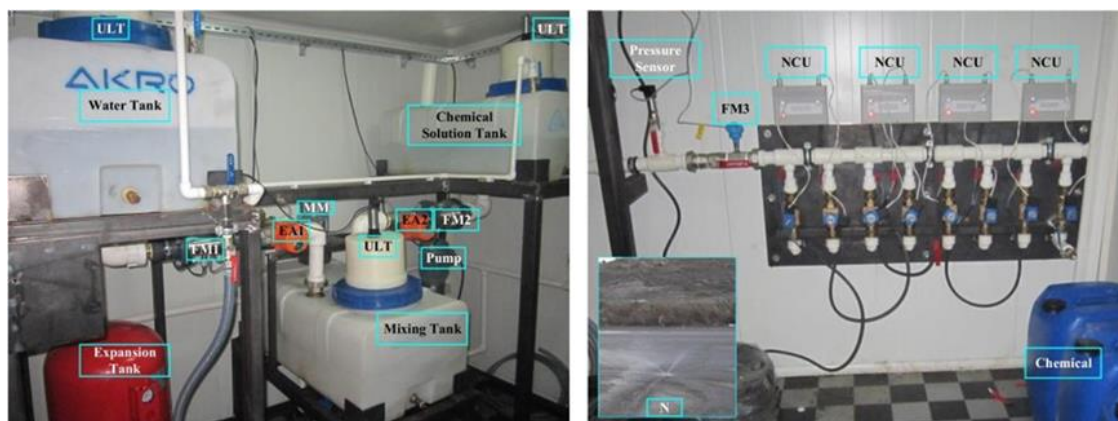 ULT
ULT
AKRO
Water Tank
Chemical
Solution Tank
MM
EA1
EA2
FM2
FM1
ULT
Pump
Mixing Tank
Expansion
Tank
Pressure
Sensor
NCU
NCU
NCU
NCU
FM3
N
Chemical